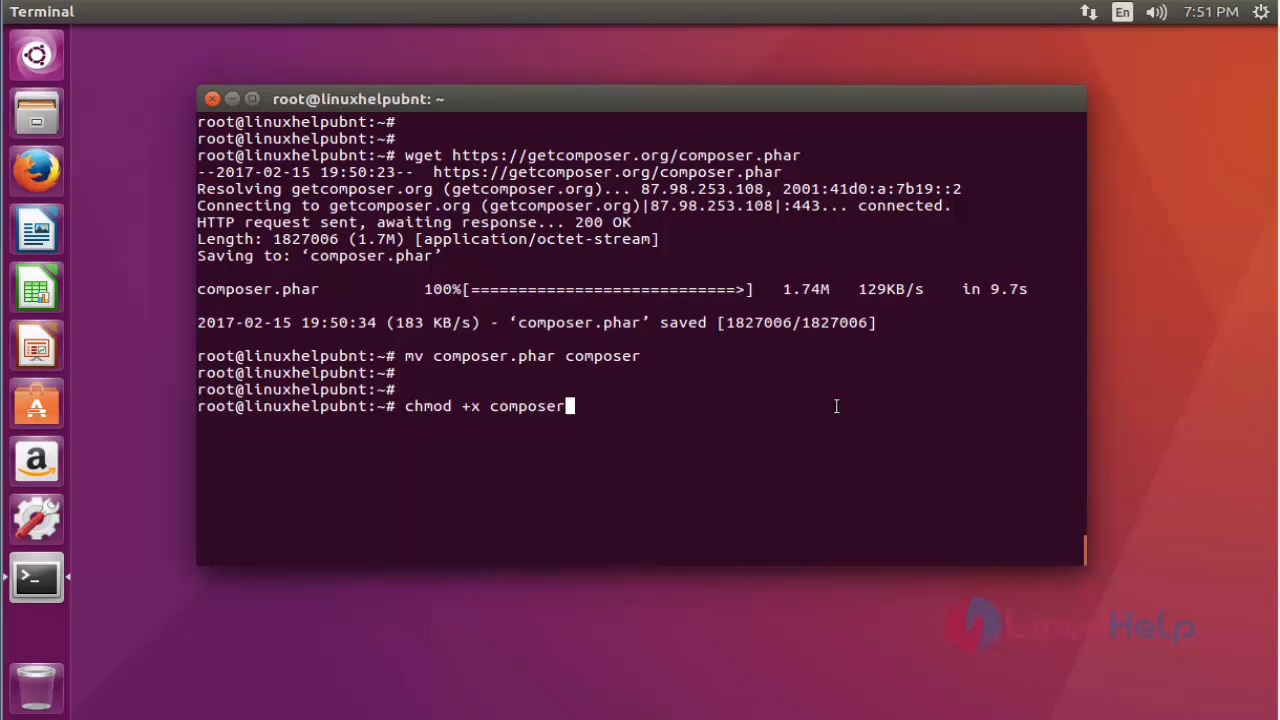 Terminal
En
7:51 PM
root@linuxhelpubnt: ~
root@linuxhelpubnt:~#
root@linuxhelpubnt:~#
root@linuxhelpubnt:~# wget https://getcomposer.org/composer.phar
--2017-02-15 19:50:23--  https://getcomposer.org/composer.phar
Resolving getcomposer.org (getcomposer.org)... 87.98.253.108, 2001:41d0:a:7b19::2
Connecting to getcomposer.org (getcomposer.org)|87.98.253.108|:443... connected.
HTTP request sent, awaiting response... 200 OK
Length: 1827006 (1.7M) [application/octet-stream]
Saving to: ‘composer.phar’
composer.phar           100%[============================>]   1.74M   129KB/s    in 9.7s
2017-02-15 19:50:34 (183 KB/s) - ‘composer.phar’ saved [1827006/1827006]
root@linuxhelpubnt:~# mv composer.phar composer
root@linuxhelpubnt:~#
root@linuxhelpubnt:~#
root@linuxhelpubnt:~# chmod +x composer
LinuxHelp